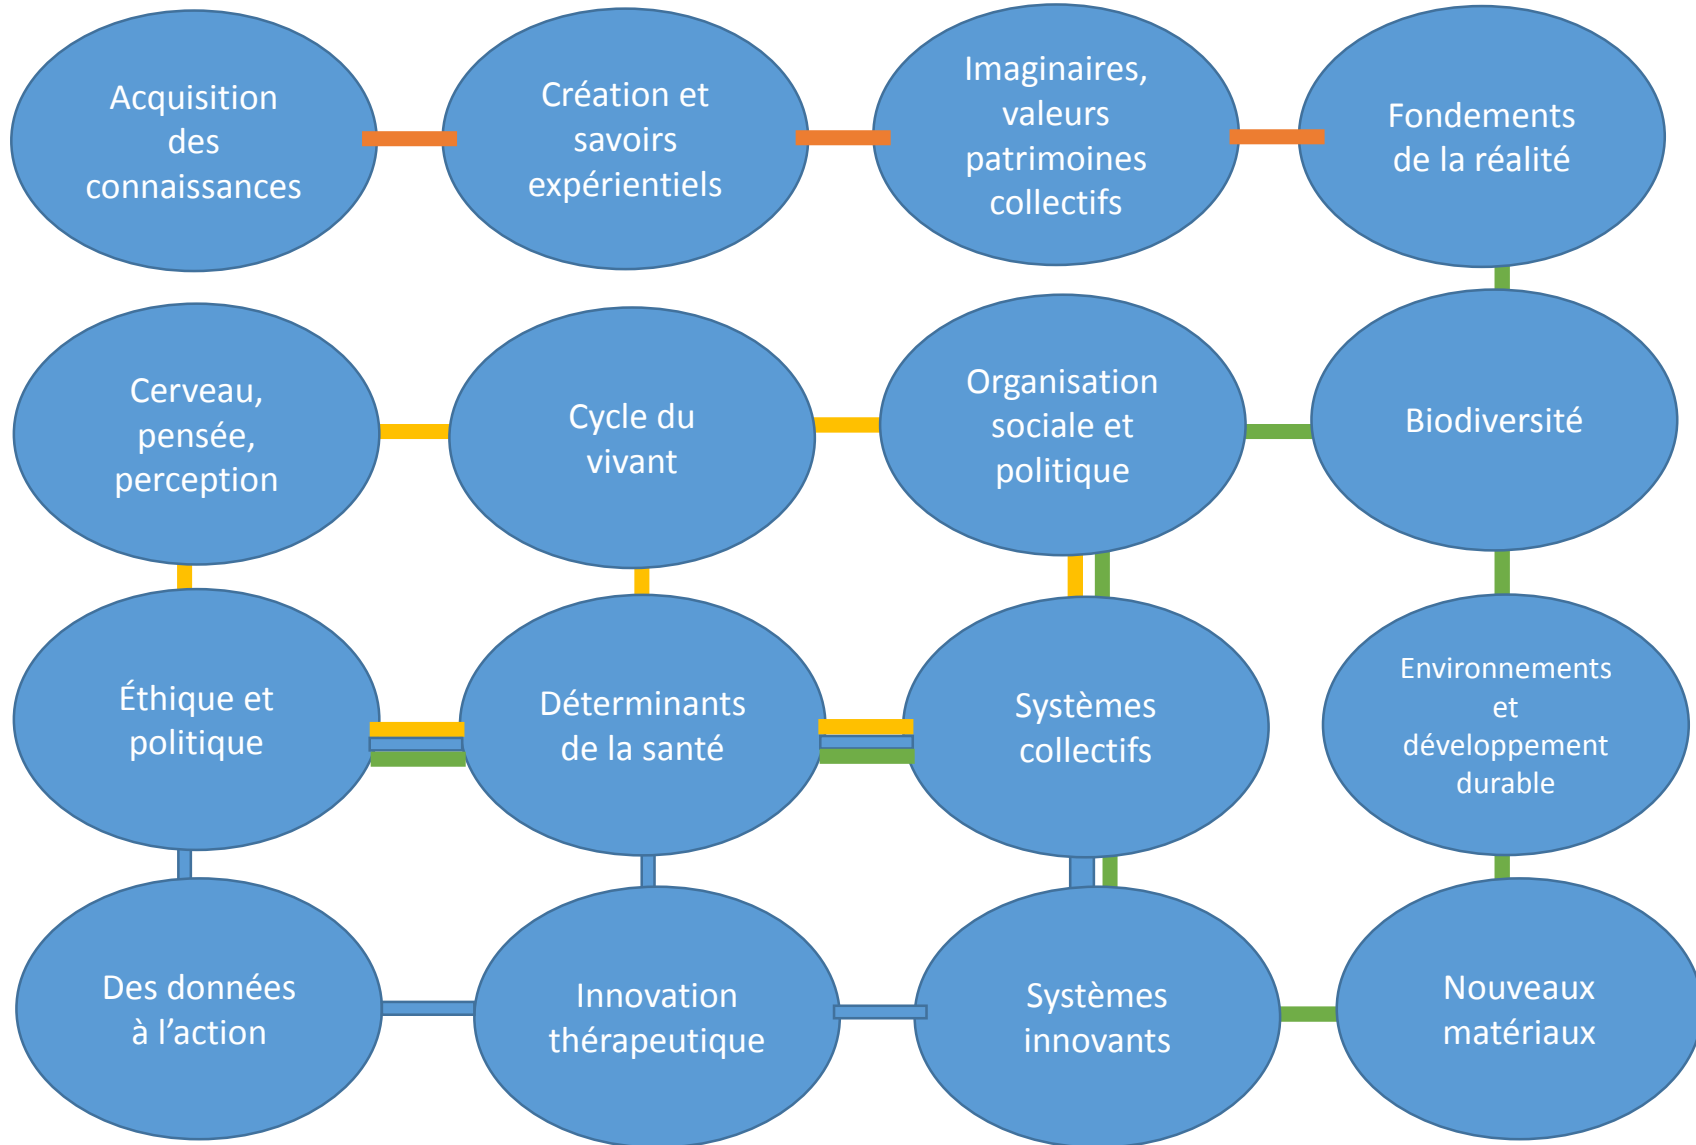 Acquisition
des
connaissances
Création et
savoirs
expérientiels
Imaginaires,
valeurs
patrimoines
collectifs
Fondements
de la réalité
Cerveau,
pensée,
perception
Cycle du
vivant
Organisation
sociale et
politique
Biodiversité
Éthique et
politique
Déterminants
de la santé
Systèmes
collectifs
Environnements
et
développement
durable
Des données
à l’action
Innovation
thérapeutique
Systèmes
innovants
Nouveaux
matériaux